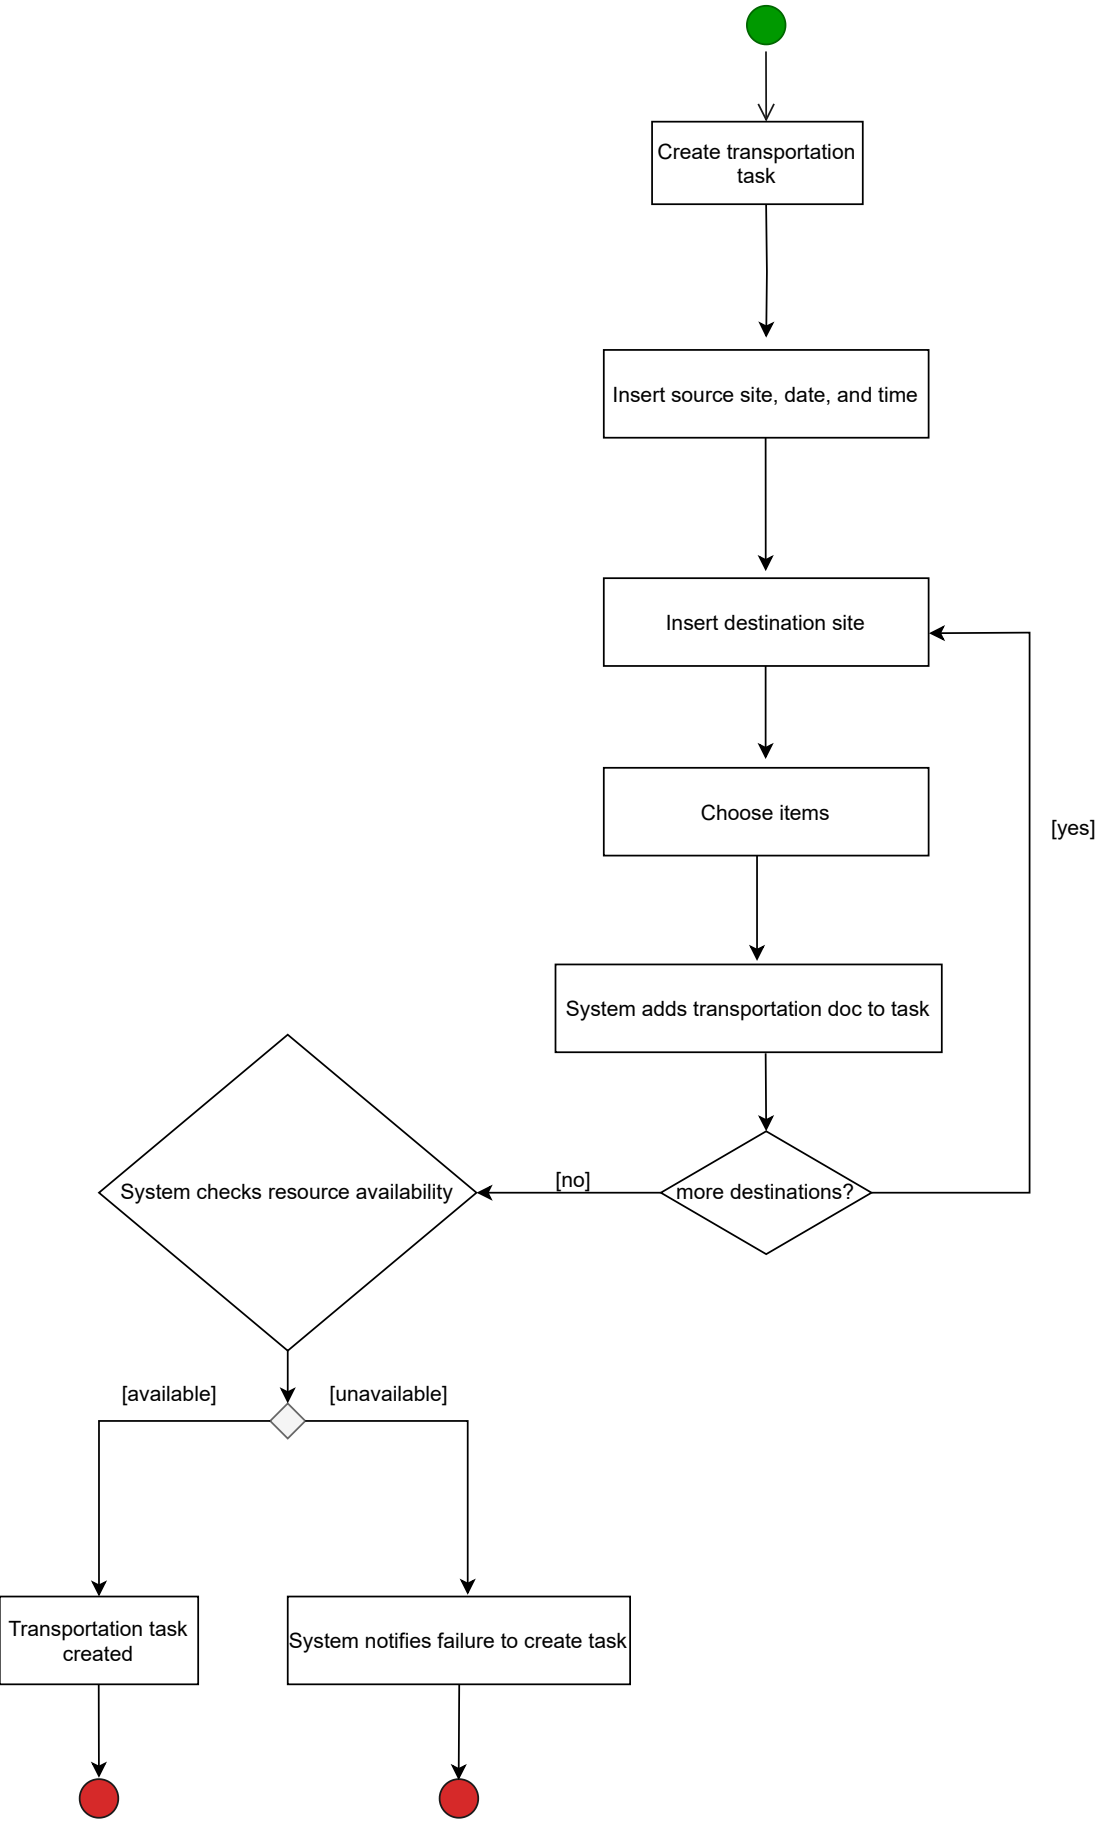 Create transportation
task
Insert source site, date, and time
Insert destination site
Choose items
[yes]
System adds transportation doc to task
more destinations?
[no]
System checks resource availability
[available]
[unavailable]
Transportation task
created
System notifies failure to create task